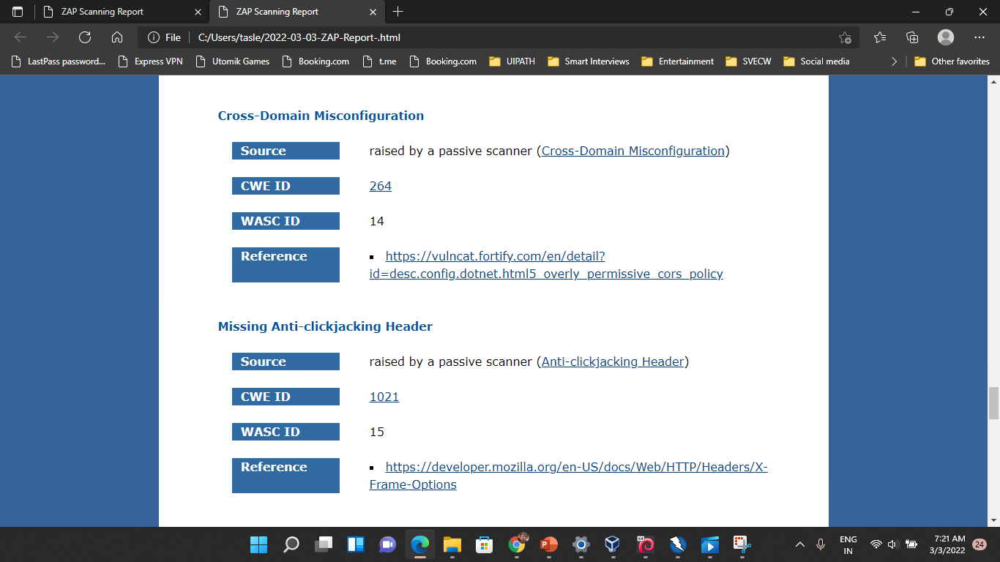 ZAP Scanning Report
ZAP Scanning Report
File
C:/Users/tasle/2022-03-03-ZAP-Report-.html
LastPass password...
Express VPN
Utomik Games
Booking.com
t.me
Booking.com
UIPATH
Smart Interviews
Entertainment
SVECW
Social media
Other favorites
Cross-Domain Misconfiguration
Source
raised by a passive scanner (Cross-Domain Misconfiguration)
CWE ID
264
WASC ID
14
Reference
https://vulncat.fortify.com/en/detail?
id=desc.config.dotnet.html5_overly_permissive_cors_policy
Missing Anti-clickjacking Header
Source
raised by a passive scanner (Anti-clickjacking Header)
CWE ID
1021
WASC ID
15
Reference
https://developer.mozilla.org/en-US/docs/Web/HTTP/Headers/X-
Frame-Options
64
ENG
IN
7:21 AM
3/3/2022
24